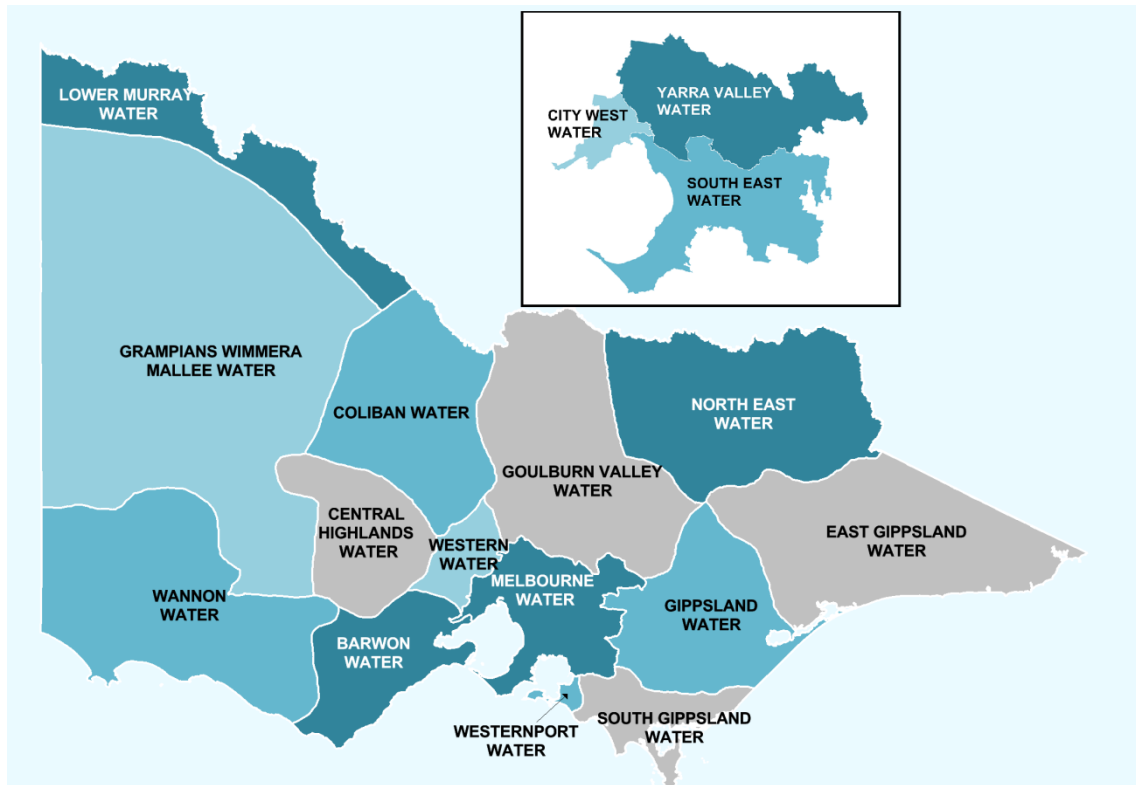 LOWER MURRAY
WATER
YARRA VALLEY
WATER
CITY WEST
WATER
SOUTH EAST
WATER
GRAMPIANS WIMMERA
MALLEE WATER
COLIBAN WATER
NORTH EAST
WATER
GOULBURN VALLEY
WATER
CENTRAL
HIGHLANDS
WATER
EAST GIPPSLAND
WATER
WESTERN
WATER
MELBOURNE
WATER
WANNON
WATER
GIPPSLAND
WATER
BARWON
WATER
WESTERNPORT
WATER
SOUTH GIPPSLAND
WATER